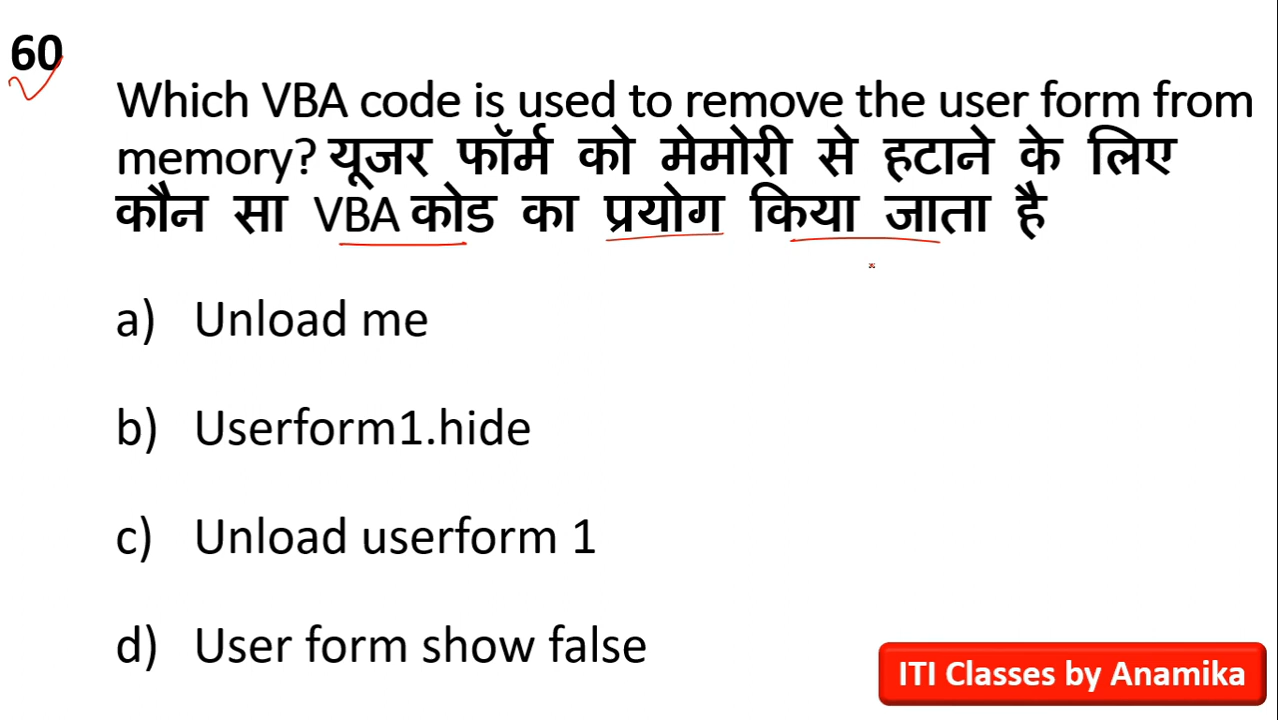 60
Which VBA code is used to remove the user form from
memory? यूजर फॉर्म को मेमोरी से हटाने के लिए
कौन सा VBA कोड का प्रयोग किया जाता है
a) Unload me
b) Userform1.hide
c) Unload userform 1
d) User form show false
ITI Classes by Anamika